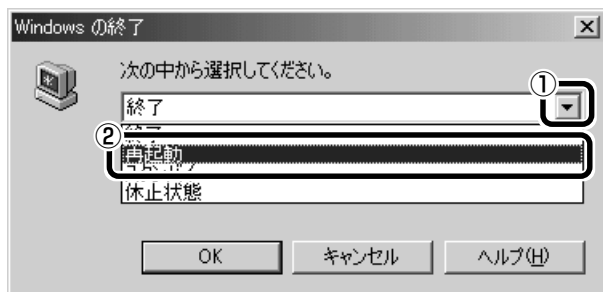 Windows の終了
次の中から選択してください。
①
終了
②
再起動
休止状態
OK
キャンセル
ヘルプ(H)